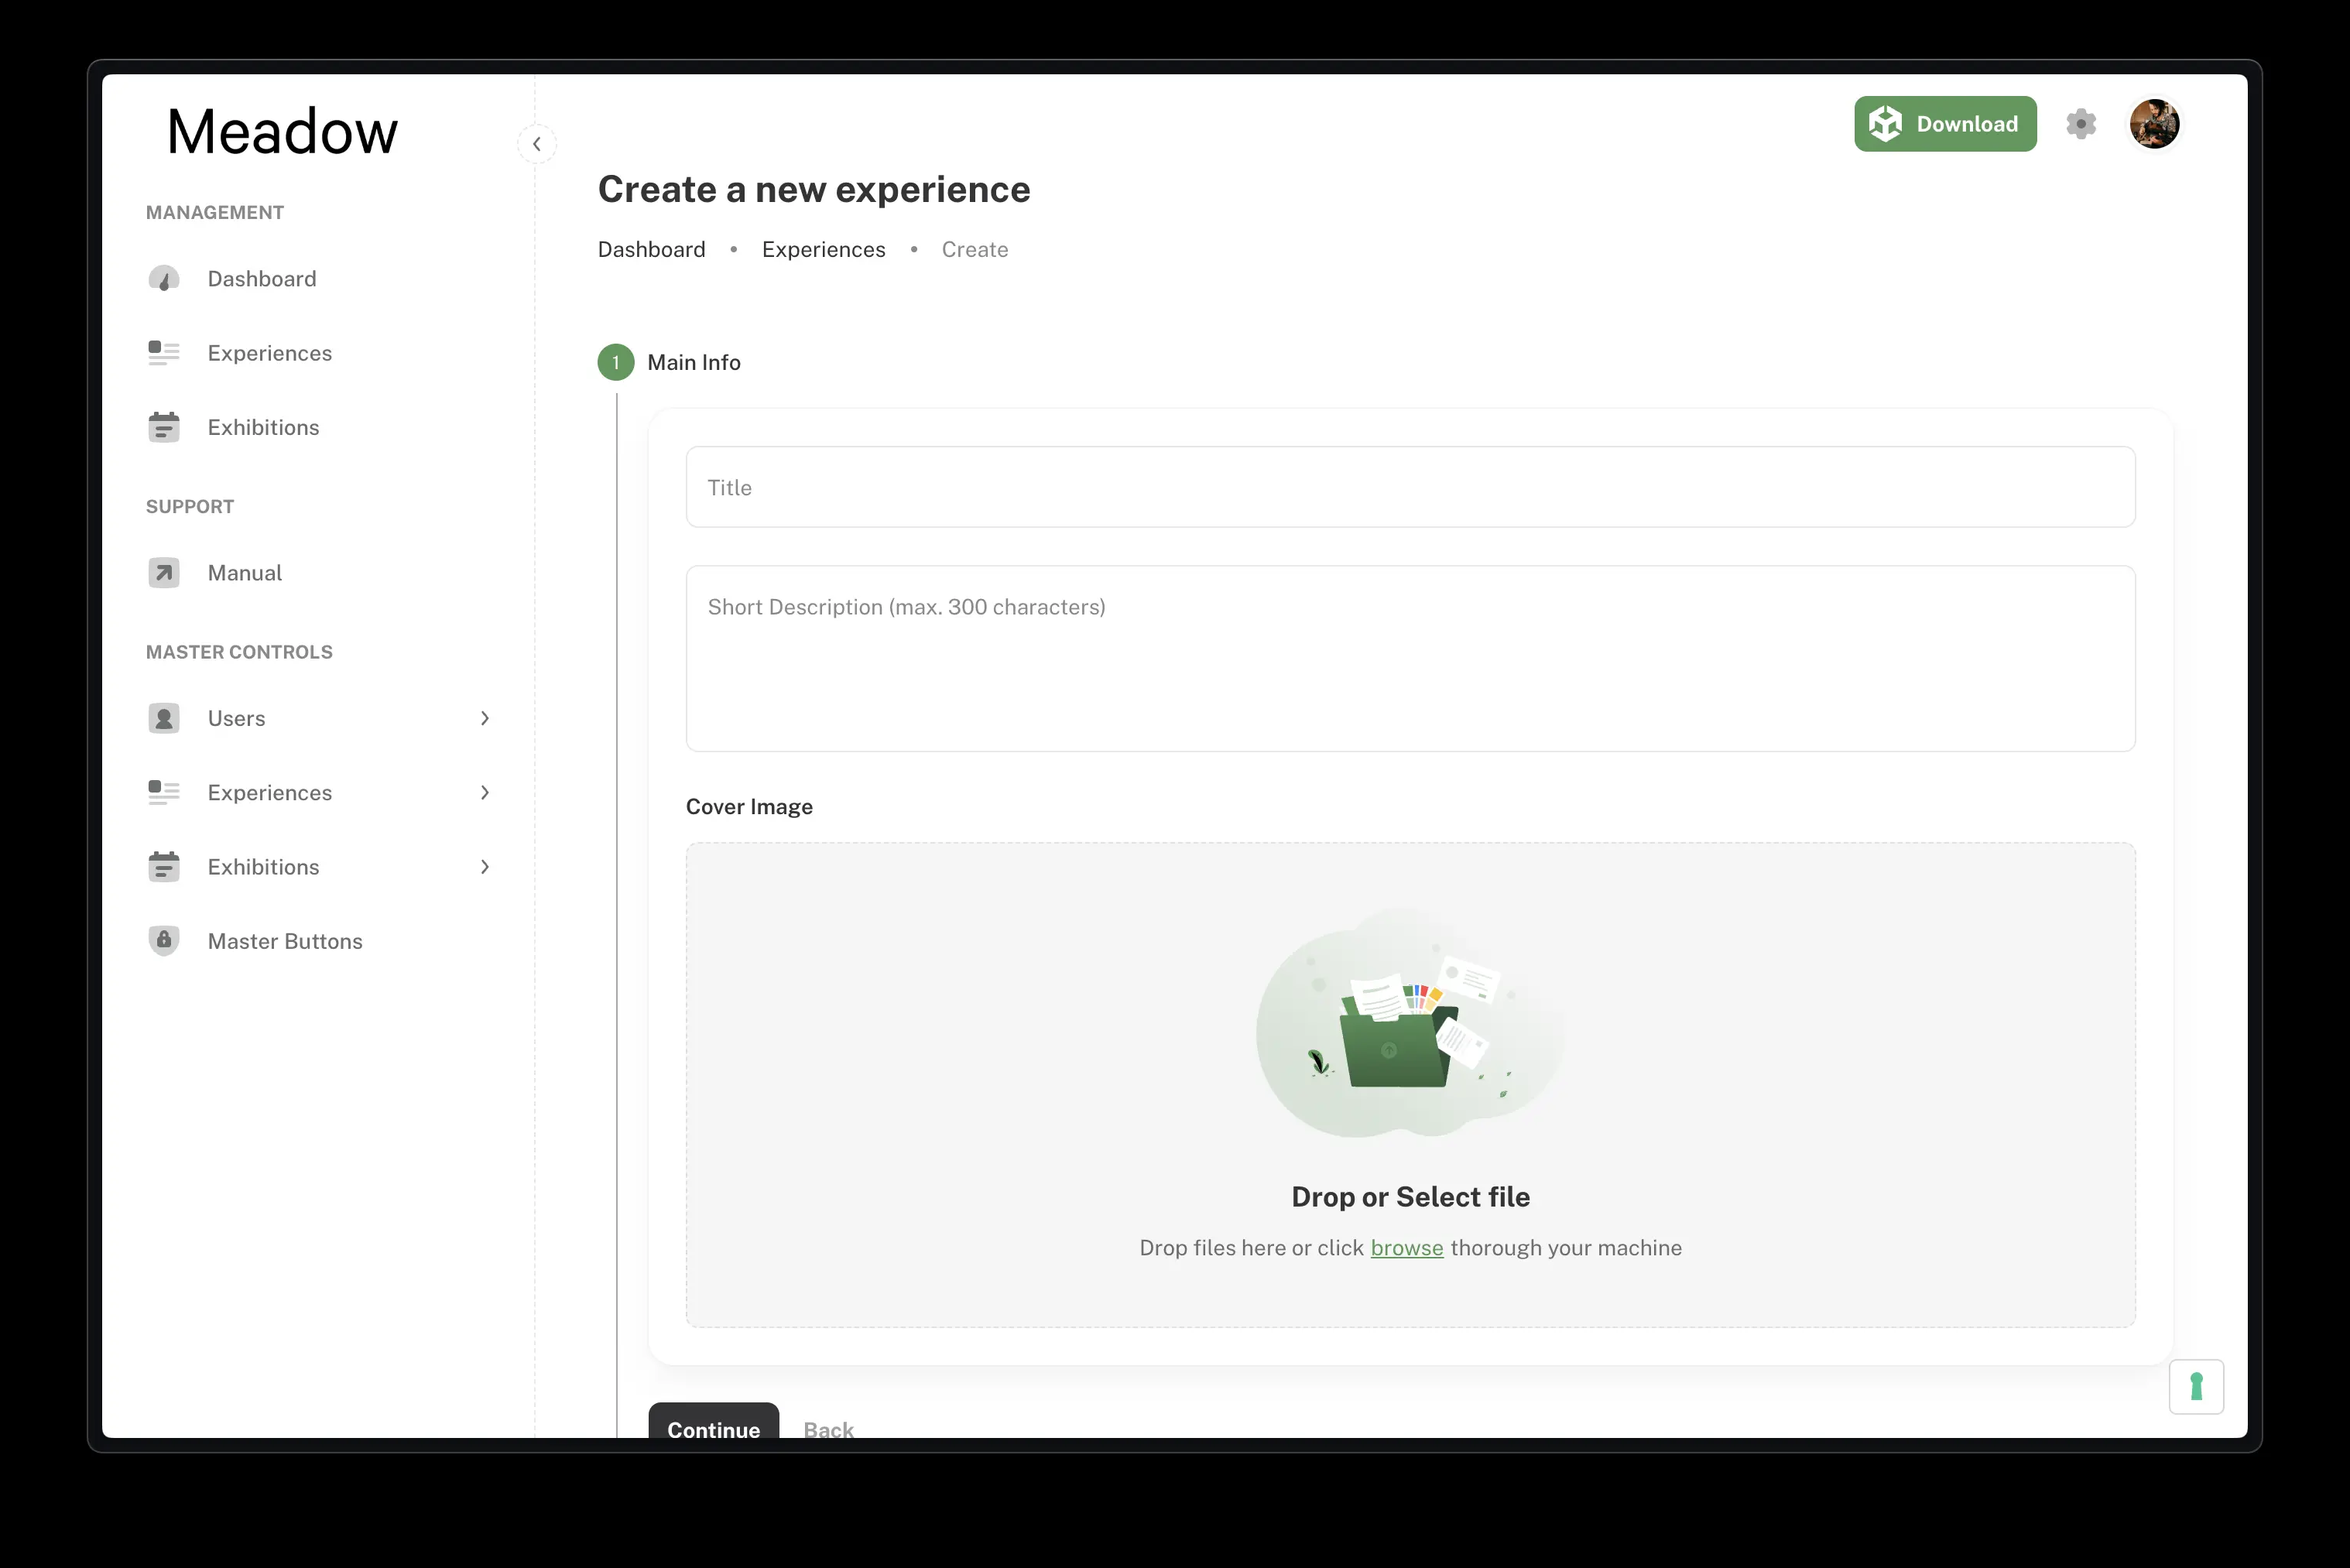 Meadow
MANAGEMENT
Dashboard
Experiences
Exhibitions
SUPPORT
Manual
MASTER CONTROLS
Users
Experiences
Exhibitions
Master Buttons
Download
Create a new experience
Dashboard • Experiences • Create
1 Main Info
Title
Short Description (max. 300 characters)
Cover Image
Drop or Select file
Drop files here or click browse thorough your machine
Continue Back